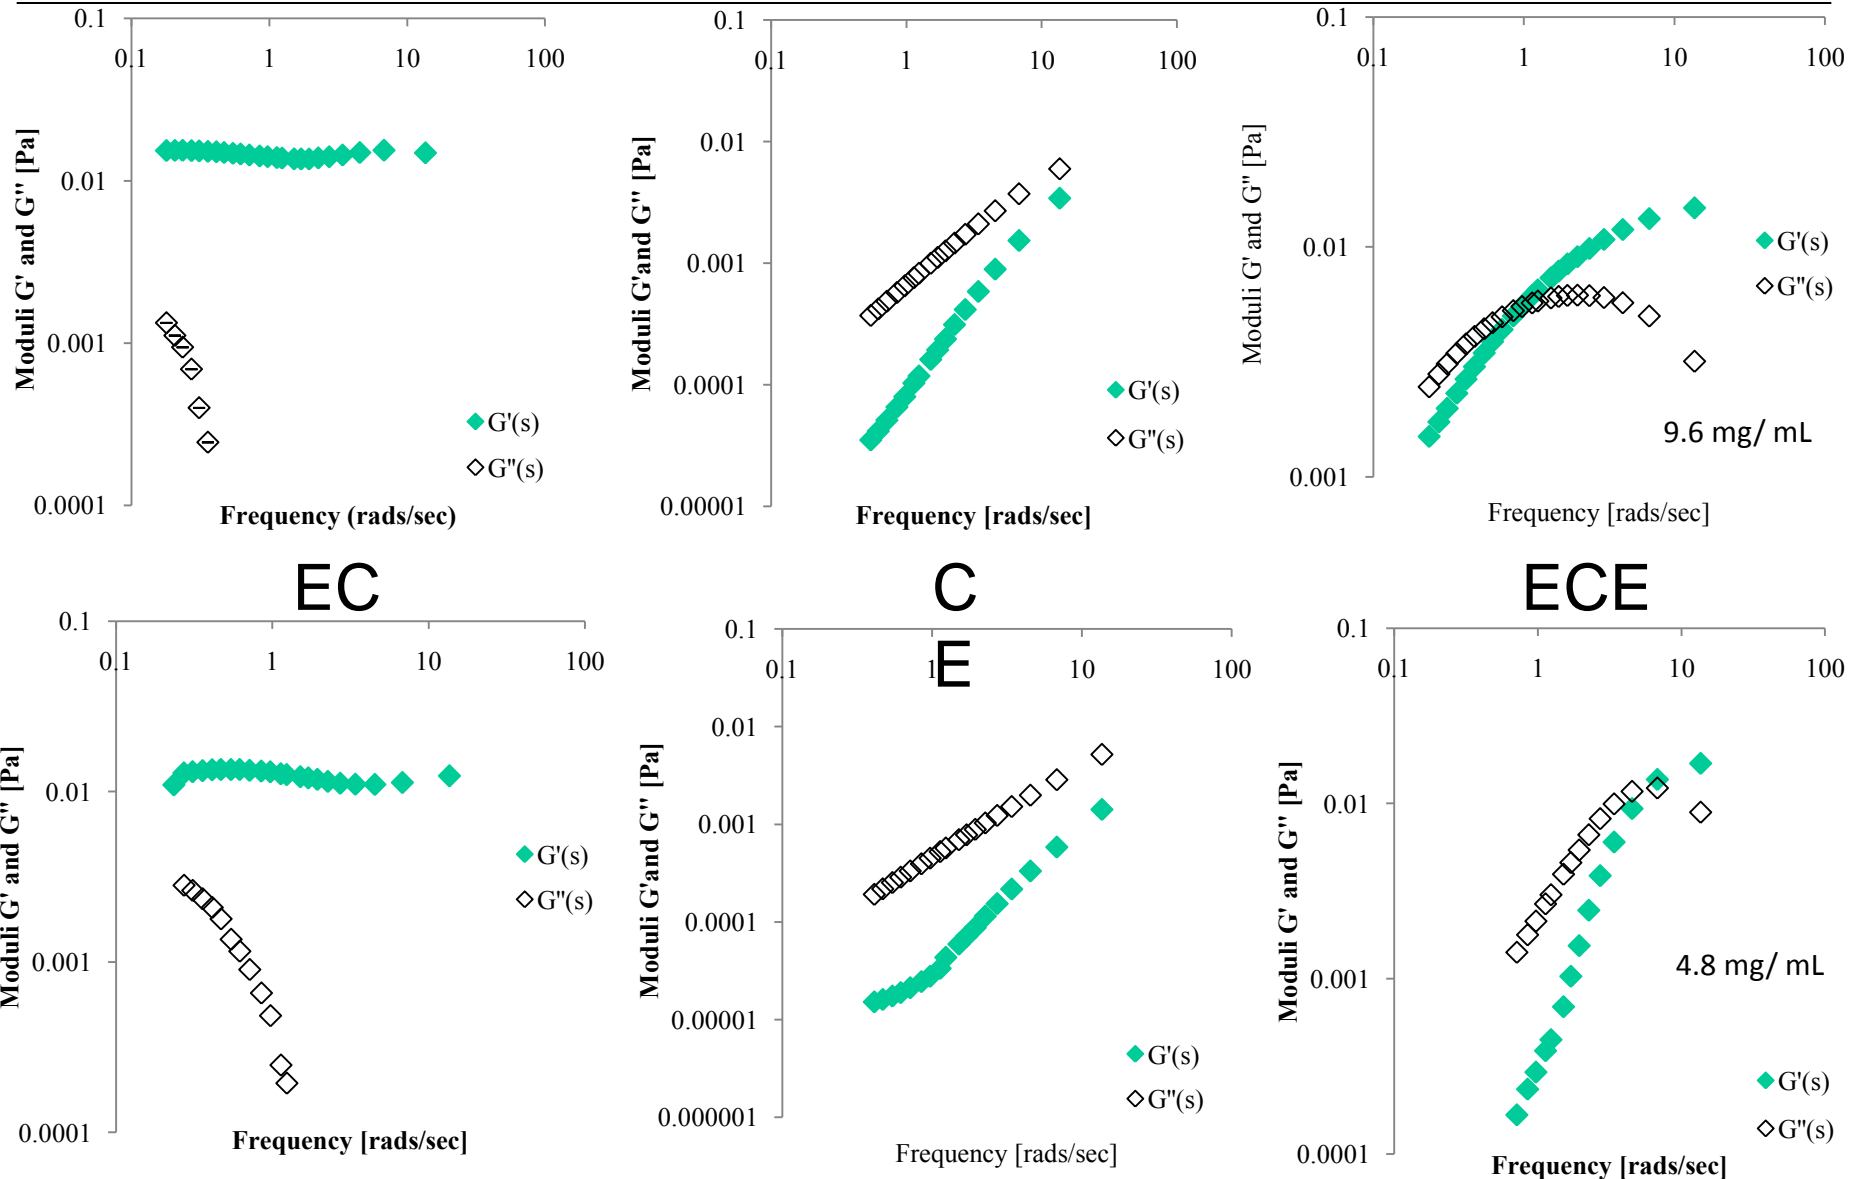 0.1
0.1 1 10 100
0.01
0.001
0.0001
Moduli G' and G'' [Pa]
G'(s)
G''(s)
Frequency (rads/sec)
0.1
0.1 1 10 100
0.01
0.001
0.0001
0.00001
Moduli G'and G'' [Pa]
G'(s)
G''(s)
Frequency [rads/sec]
0.1
0.1 1 10 100
0.01
0.001
Moduli G' and G'' [Pa]
G'(s)
G''(s)
9.6 mg/ mL
Frequency [rads/sec]
EC
C
E
ECE
0.1
0.1 1 10 100
0.01
0.001
0.0001
Moduli G' and G'' [Pa]
G'(s)
G''(s)
Frequency [rads/sec]
0.1
0.1 1 10 100
0.01
0.001
0.0001
0.00001
0.000001
Moduli G'and G'' [Pa]
G'(s)
G''(s)
Frequency [rads/sec]
0.1
0.1 1 10 100
0.01
0.001
0.0001
Moduli G' and G'' [Pa]
4.8 mg/ mL
G'(s)
G''(s)
Frequency [rads/sec]